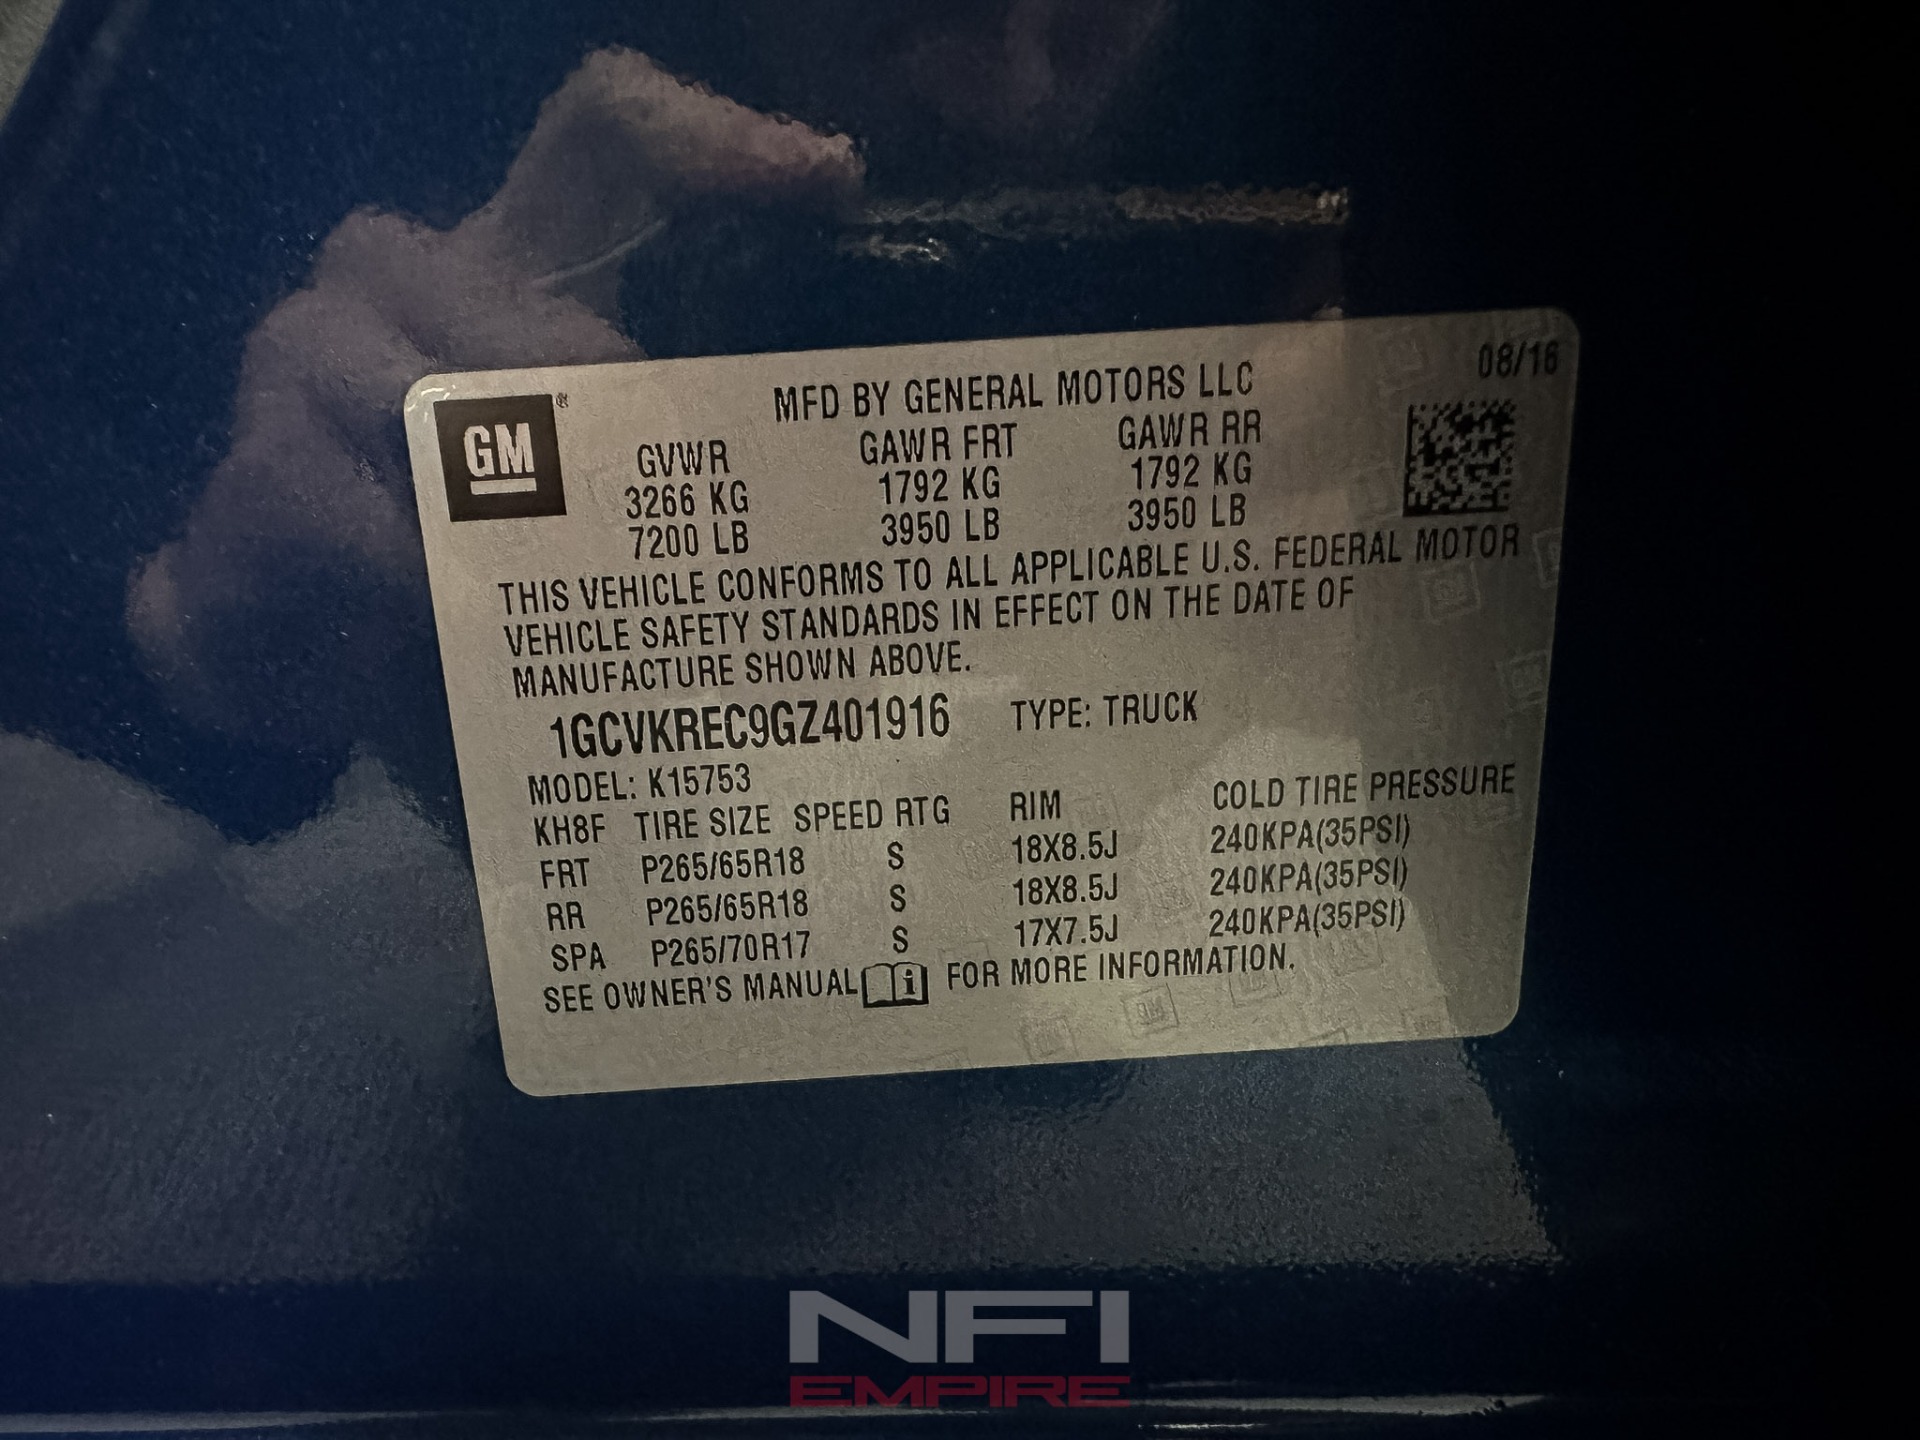 08/16
MFD BY GENERAL MOTORS LLC
GM®
GVWR GAWR FRT GAWR RR
3266 KG 1792 KG 1792 KG
7200 LB 3950 LB 3950 LB
THIS VEHICLE CONFORMS TO ALL APPLICABLE U.S. FEDERAL MOTOR
VEHICLE SAFETY STANDARDS IN EFFECT ON THE DATE OF
MANUFACTURE SHOWN ABOVE.
1GCVKREC9GZ401916 TYPE: TRUCK
MODEL: K15753
KH8F TIRE SIZE SPEED RTG RIM COLD TIRE PRESSURE
FRT P265/65R18 S 18X8.5J 240KPA(35PSI)
RR P265/65R18 S 18X8.5J 240KPA(35PSI)
SPA P265/70R17 S 17X7.5J 240KPA(35PSI)
SEE OWNER'S MANUAL i FOR MORE INFORMATION.
NFI
EMPIRE